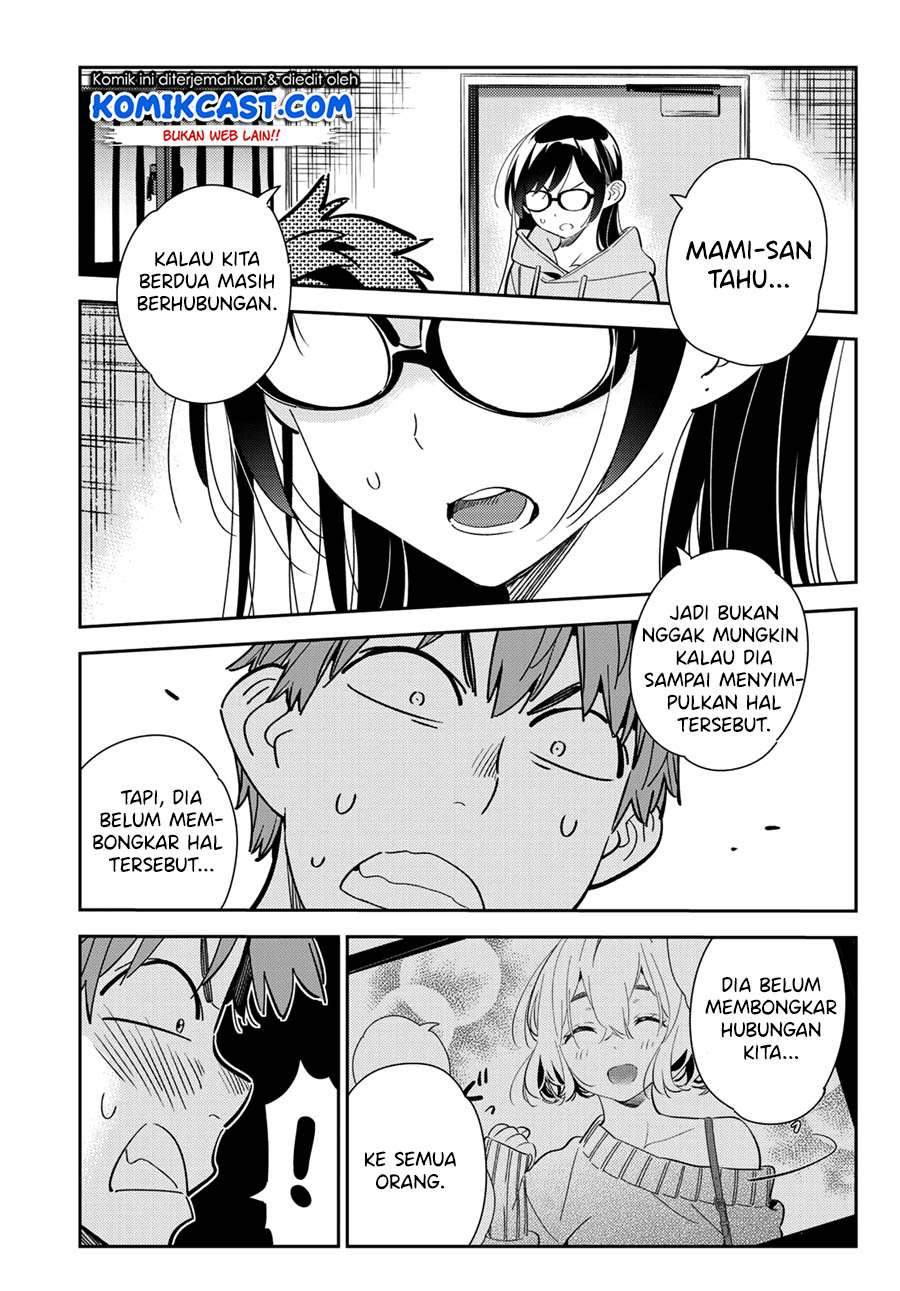 Komik ini diterjemahkan & diedit oleh
KOMIKCAST.COM
BUKAN WEB LAIN!!
MAMI-SAN
TAHU...
KALAU KITA
BERDUA MASIH
BERHUBUNGAN.
JADI BUKAN
NGGAK MUNGKIN
KALAU DIA
SAMPAI MENYIM-
PULKAN HAL
TERSEBUT.
TAPI, DIA
BELUM MEM-
BONGKAR HAL
TERSEBUT...
DIA BELUM
MEMBONGKAR
HUBUNGAN
KITA...
KE SEMUA
ORANG.
!